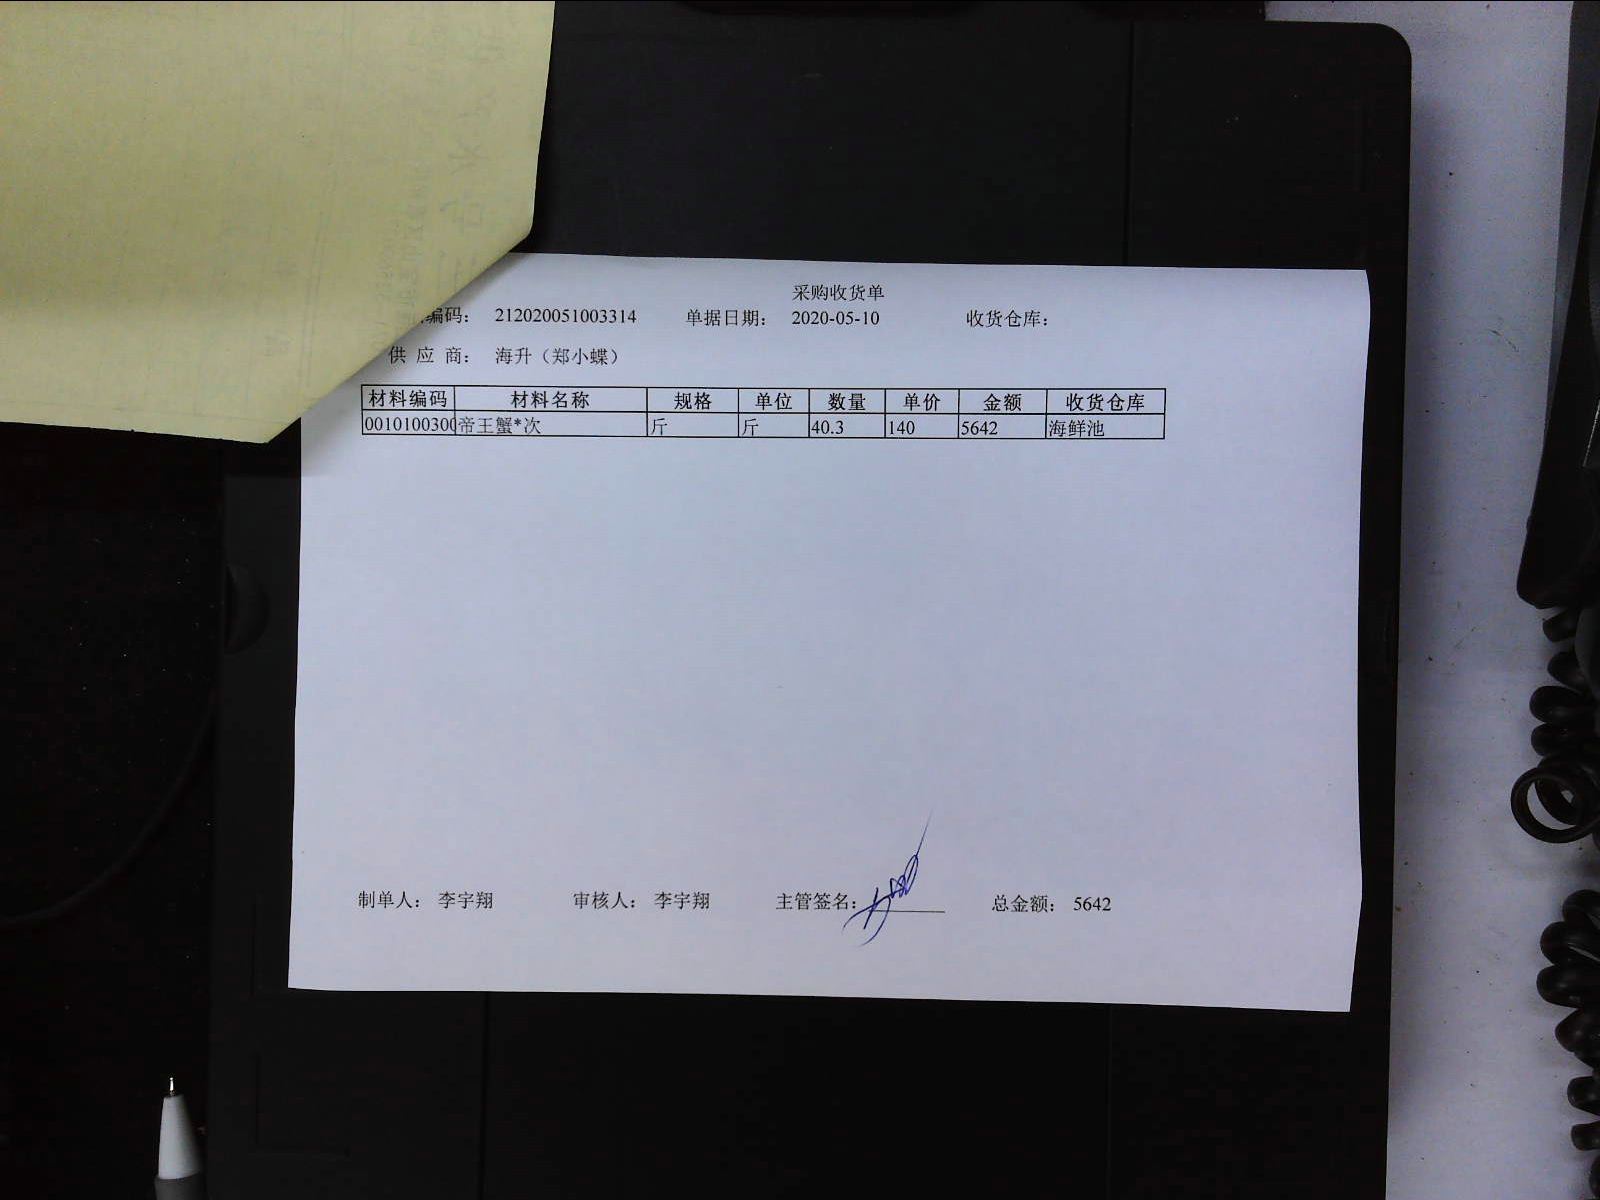 采购收货单
编码： 212020051003314 单据日期： 2020-05-10 收货仓库：
供 应 商： 海升（郑小蝶）
材料编码 材料名称 规格 单位 数量 单价 金额 收货仓库
0010100300 帝王蟹*次 斤 斤 40.3 140 5642 海鲜池
制单人： 李宇翔 审核人： 李宇翔 主管签名： 总金额： 5642